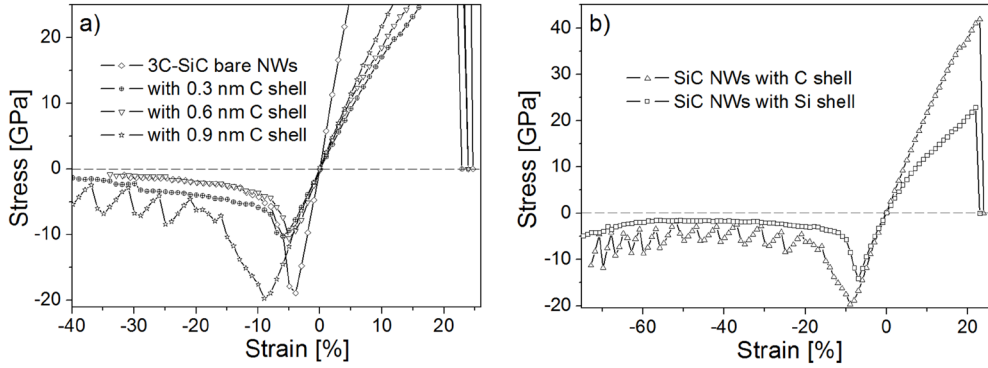 a)
3C-SiC bare NWs
with 0.3 nm C shell
with 0.6 nm C shell
with 0.9 nm C shell
Stress [GPa]
20
10
0
-10
-20
-40
-30
-20
-10
0
10
20
Strain [%]
b)
SiC NWs with C shell
SiC NWs with Si shell
Stress [GPa]
40
30
20
10
0
-10
-20
-60
-40
-20
0
20
Strain [%]